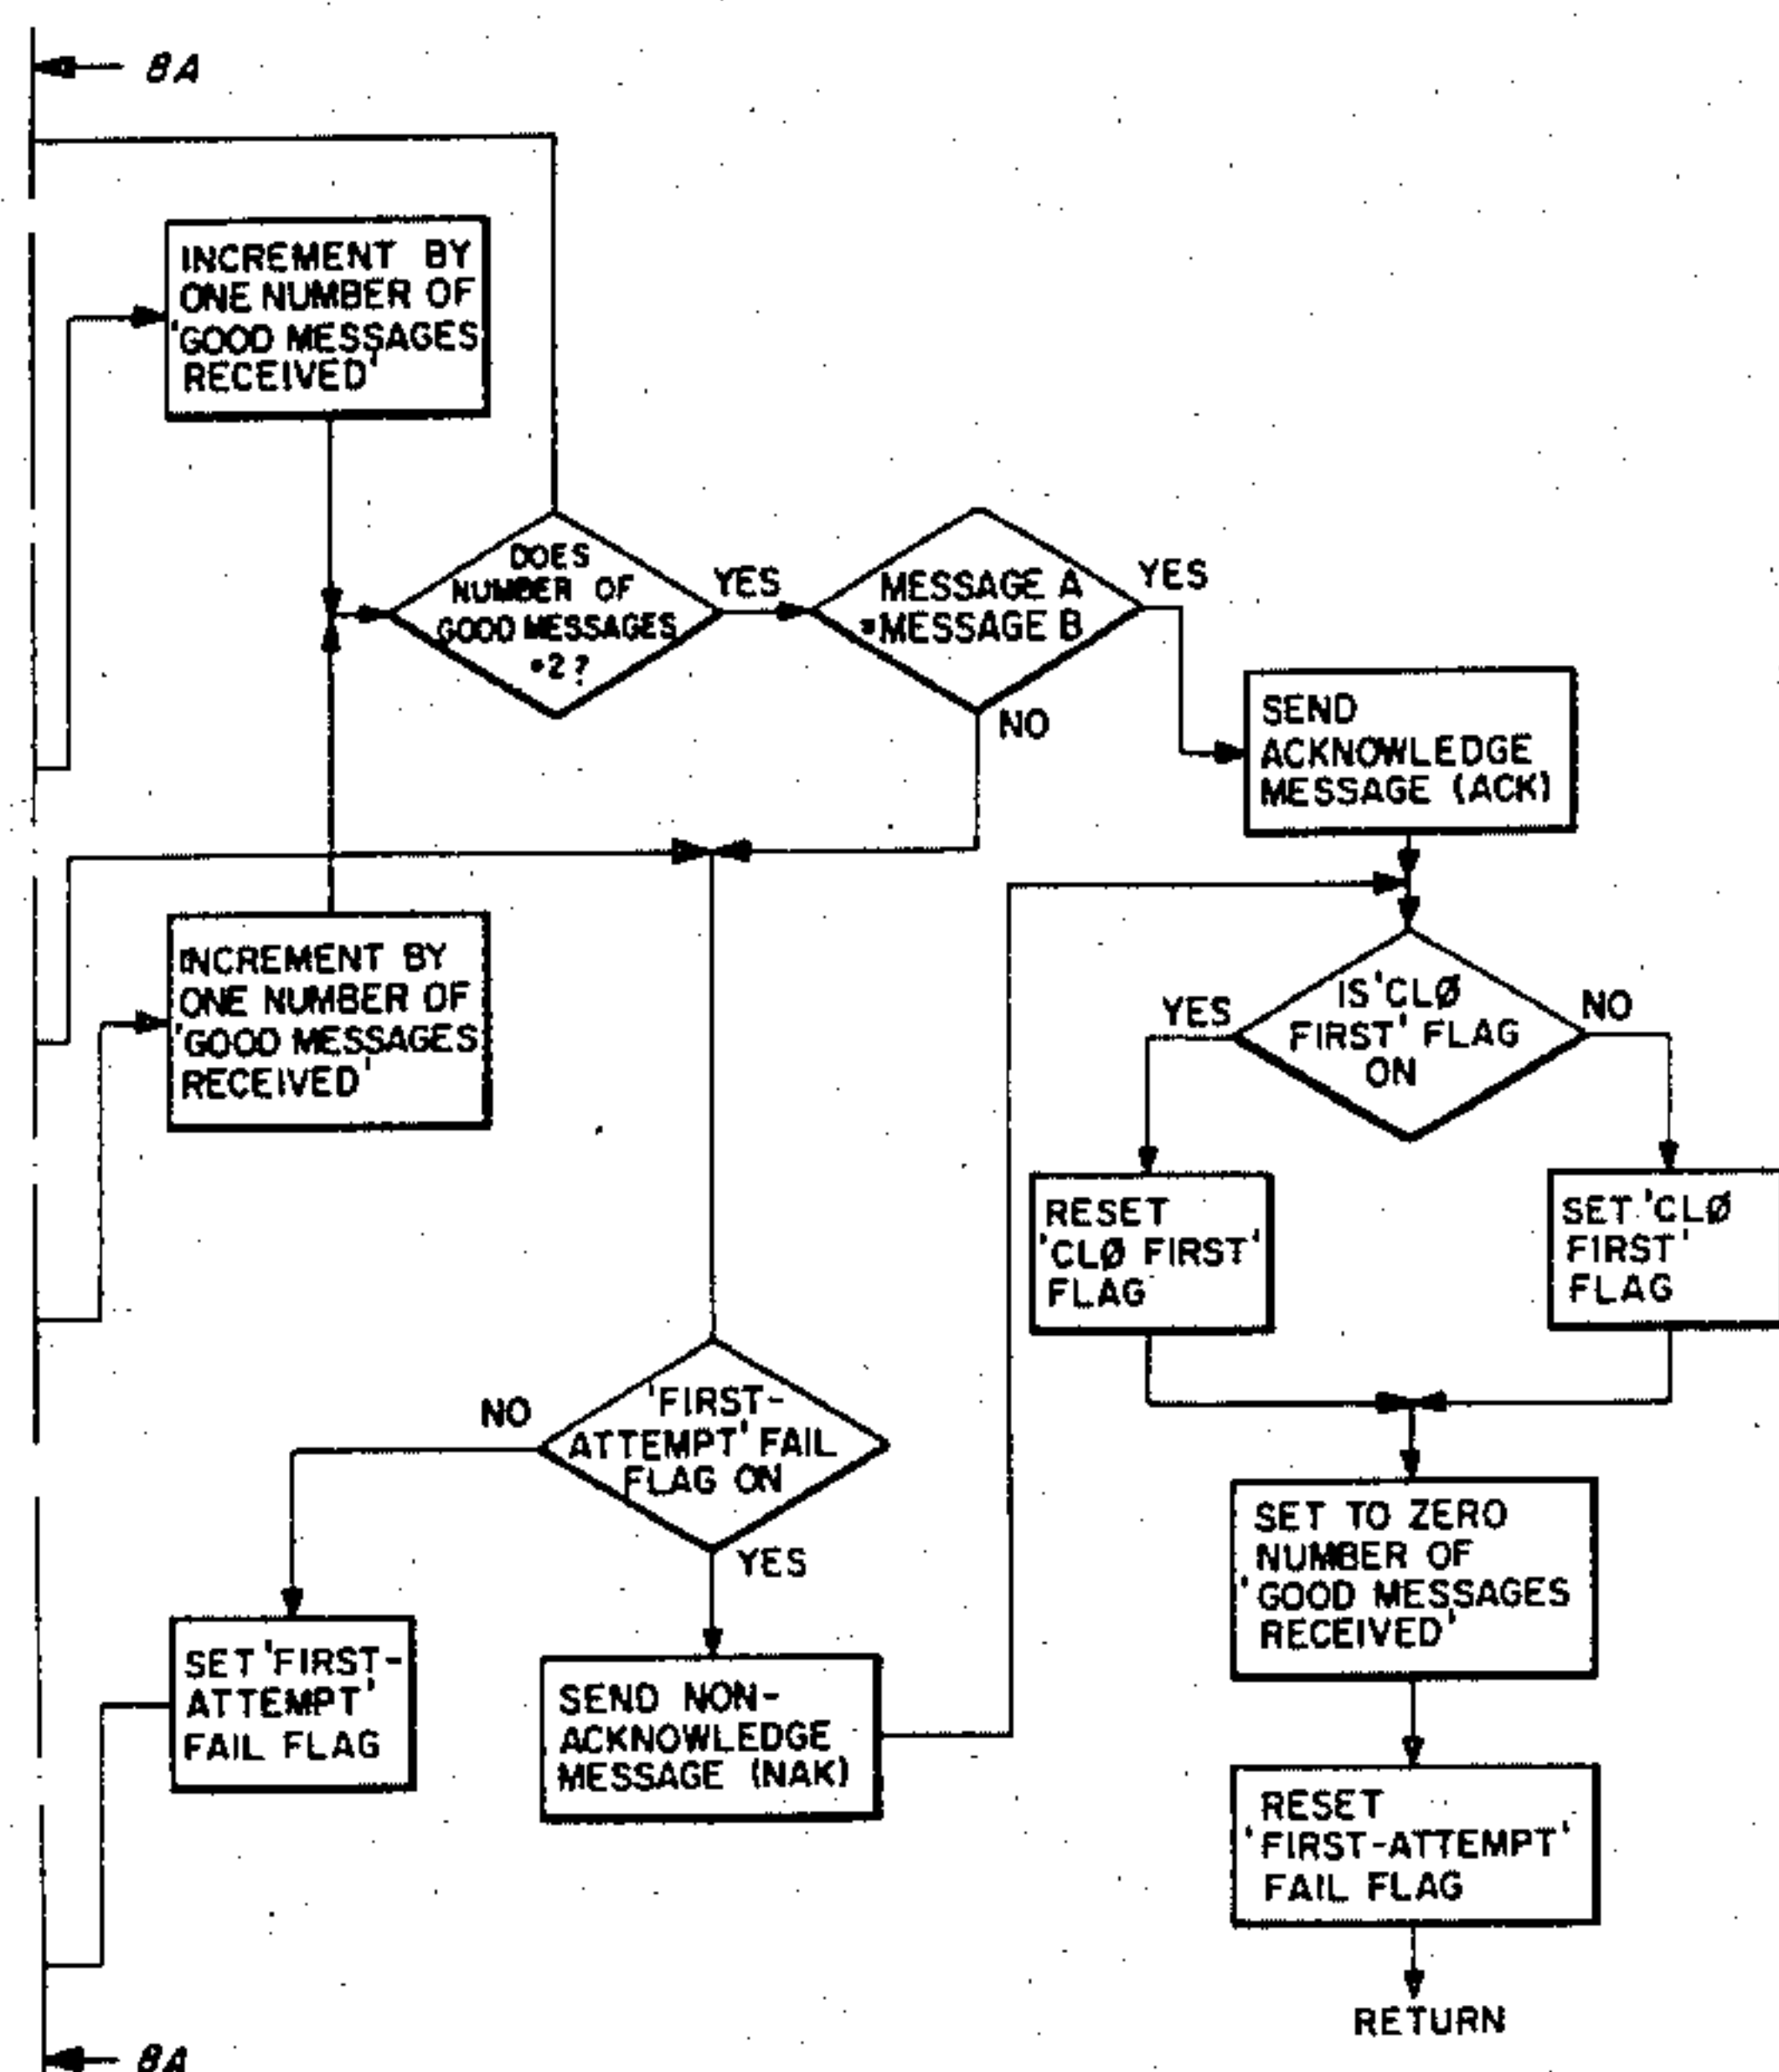 8A
INCREMENT BY
ONE NUMBER OF
'GOOD MESSAGES
RECEIVED'
DOES
NUMBER OF
GOOD MESSAGES
=2?
YES
MESSAGE A
=MESSAGE B
YES
NO
SEND
ACKNOWLEDGE
MESSAGE (ACK)
INCREMENT BY
ONE NUMBER OF
'GOOD MESSAGES
RECEIVED'
IS 'CLØ
FIRST' FLAG
ON
YES
NO
RESET
'CLØ FIRST'
FLAG
SET 'CLØ
FIRST'
FLAG
'FIRST-
ATTEMPT' FAIL
FLAG ON
NO
YES
SET 'FIRST-
ATTEMPT'
FAIL FLAG
SEND NON-
ACKNOWLEDGE
MESSAGE (NAK)
SET TO ZERO
NUMBER OF
'GOOD MESSAGES
RECEIVED'
RESET
'FIRST-ATTEMPT'
FAIL FLAG
RETURN
8A